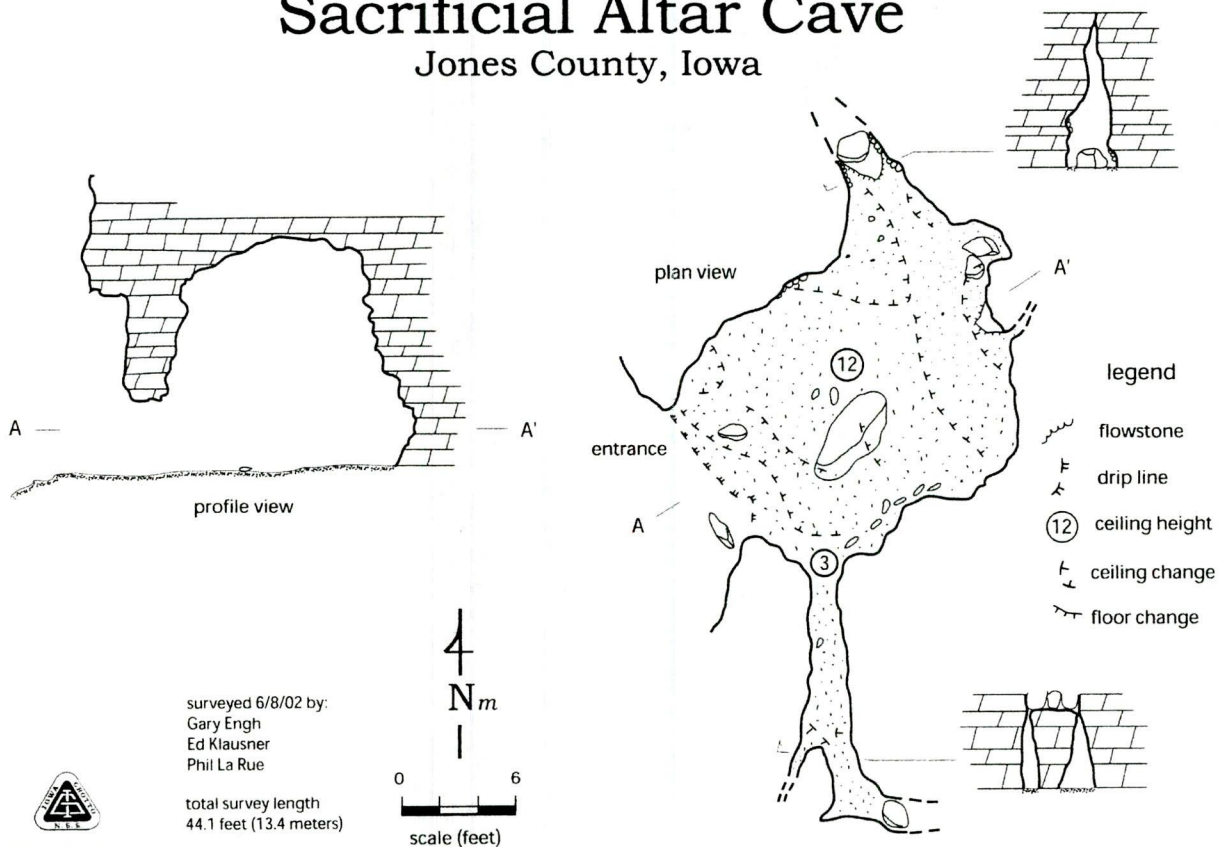 Sacrificial Altar Cave
Jones County, Iowa
plan view
A'
12
entrance
A
3
A
A'
profile view
legend
flowstone
drip line
12 ceiling height
ceiling change
floor change
N m
surveyed 6/8/02 by:
Gary Engh
Ed Klausner
Phil La Rue
total survey length
44.1 feet (13.4 meters)
0 6
scale (feet)
IOWA GROTTO
N.S.S.